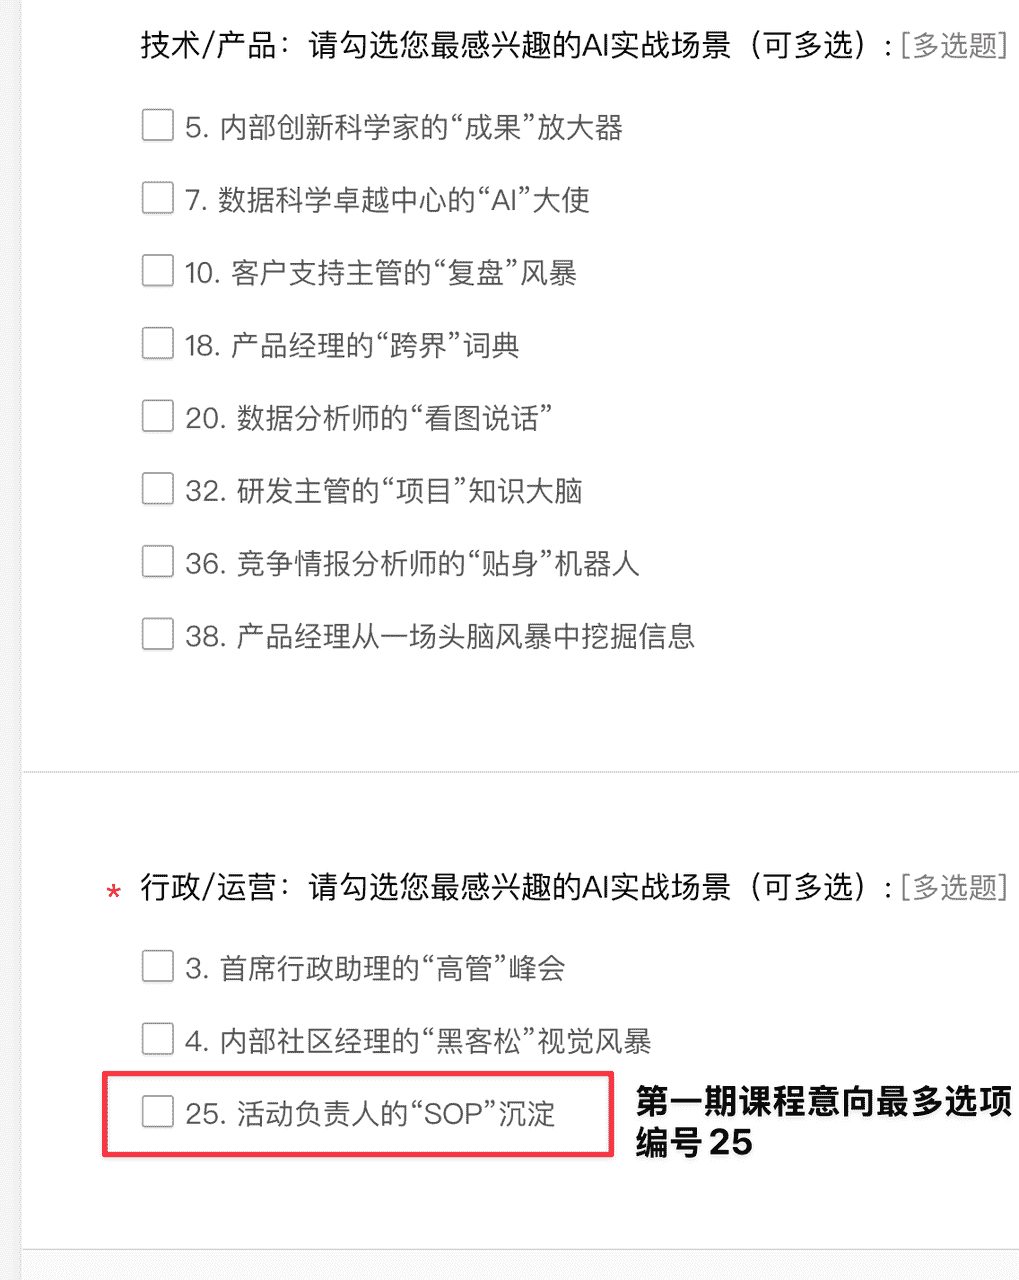 技术/产品：请勾选您最感兴趣的AI实战场景（可多选）: [多选题]
5. 内部创新科学家的“成果”放大器
7. 数据科学卓越中心的“AI”大使
10. 客户支持主管的“复盘”风暴
18. 产品经理的“跨界”词典
20. 数据分析师的“看图说话”
32. 研发主管的“项目”知识大脑
36. 竞争情报分析师的“贴身”机器人
38. 产品经理从一场头脑风暴中挖掘信息
* 行政/运营：请勾选您最感兴趣的AI实战场景（可多选）: [多选题]
3. 首席行政助理的“高管”峰会
4. 内部社区经理的“黑客松”视觉风暴
25. 活动负责人的“SOP”沉淀
第一期课程意向最多选项
编号25